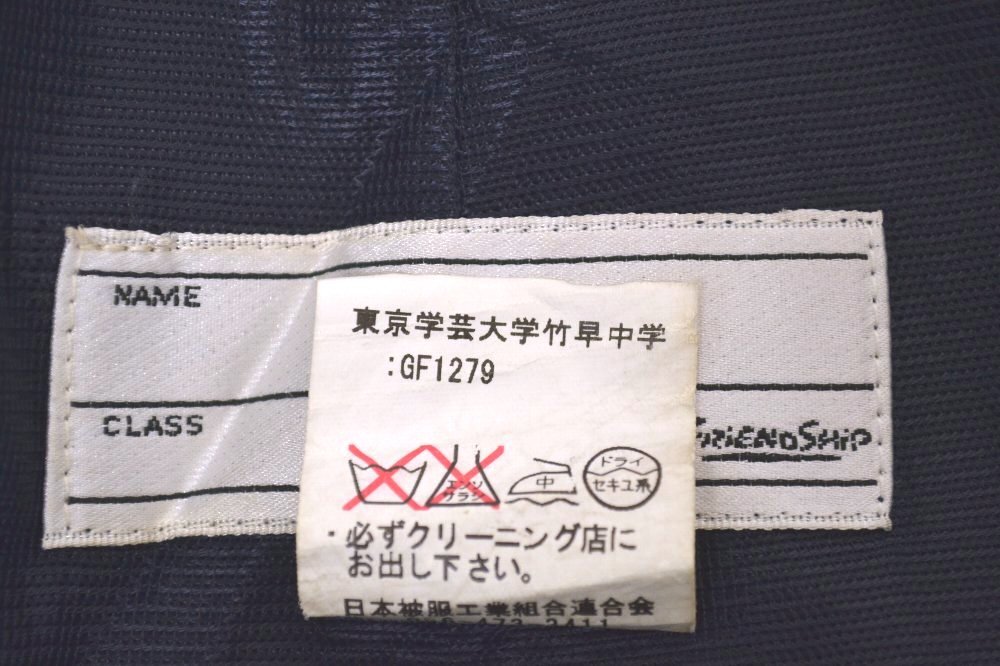 NAME
東京学芸大学竹早中学
:GF1279
CLASS
FRIENDSHIP
エンソ
サラシ
中
ドライ
セキユ系
・必ずクリーニング店に
お出し下さい。
日本被服工業組合連合会